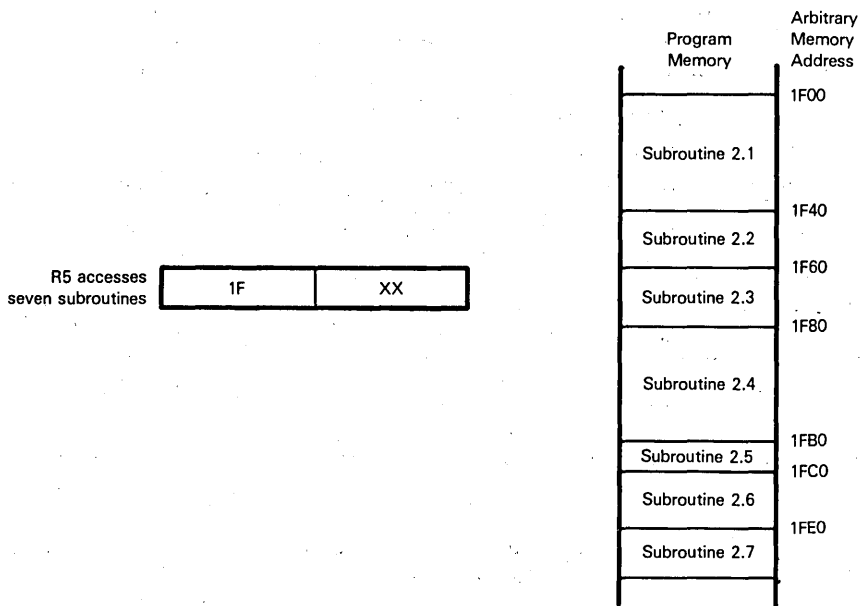 Arbitrary
Program Memory
Memory Address
1F00
Subroutine 2.1
1F40
Subroutine 2.2
1F60
R5 accesses
seven subroutines
1F XX
Subroutine 2.3
1F80
Subroutine 2.4
1FB0
Subroutine 2.5
1FC0
Subroutine 2.6
1FE0
Subroutine 2.7